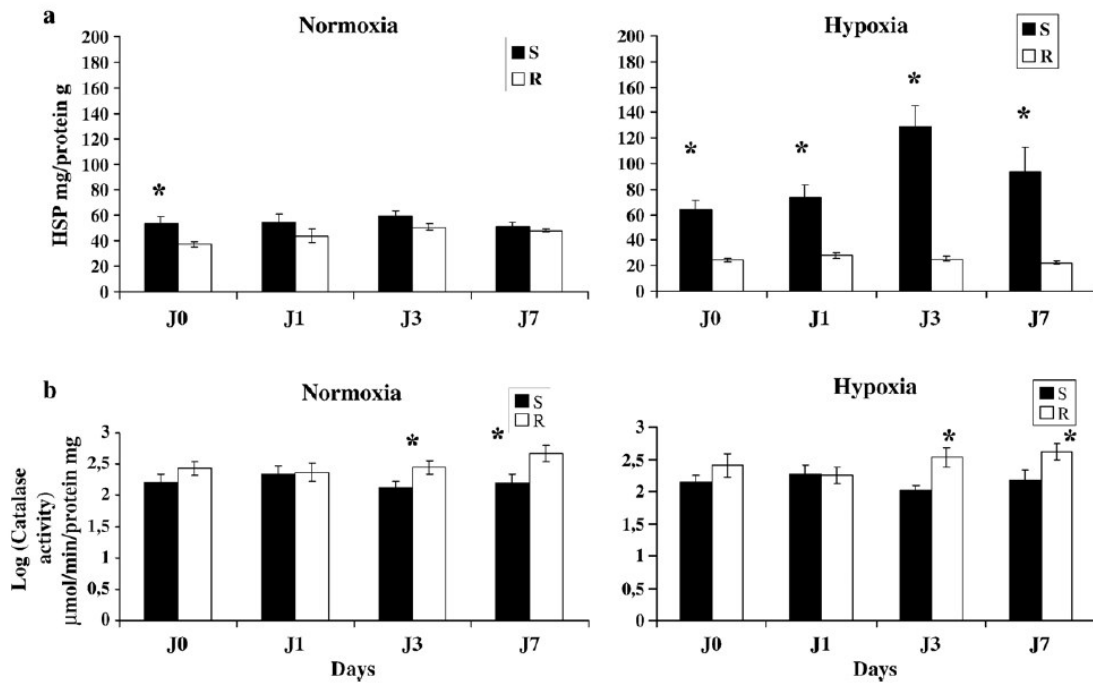 a
Normoxia
HSP mg/protein g
200
180
160
140
120
100
80
60
40
20
0
S
R
*
J0 J1 J3 J7
Hypoxia
200
180
160
140
120
100
80
60
40
20
0
S
R
* * * *
J0 J1 J3 J7
b
Normoxia
Log (Catalase
activity)
µmol/min/protein mg
3
2,5
2
1,5
1
0,5
0
S
R
* *
J0 J1 J3 J7
Days
Hypoxia
3
2,5
2
1,5
1
0,5
0
S
R
* *
J0 J1 J3 J7
Days